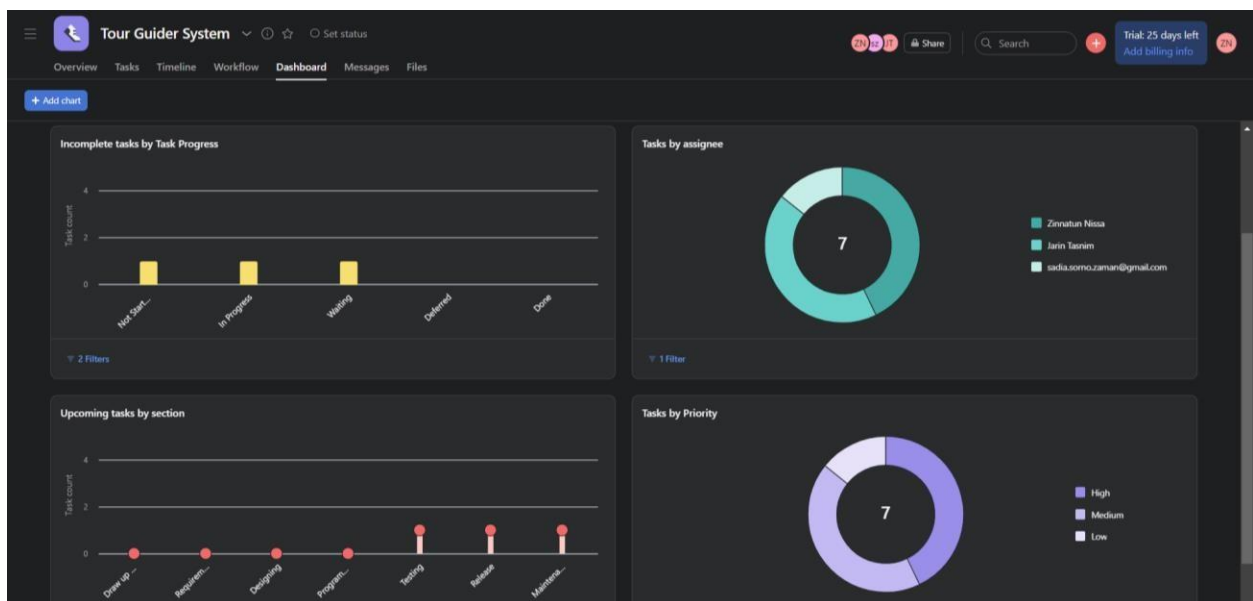 Tour Guider System
Set status
ZN
sz
JT
Share
Search
Trial: 25 days left
Add billing info
ZN
Overview Tasks Timeline Workflow Dashboard Messages Files
+ Add chart
Incomplete tasks by Task Progress
Task count
4
2
0
Not Start...
In Progress
Waiting
Deferred
Done
2 Filters
Tasks by assignee
7
Zinnatun Nissa
Jarin Tasnim
sadia.sorno.zaman@gmail.com
1 Filter
Upcoming tasks by section
Task count
4
2
0
Draw up ...
Requirem...
Designing
Program...
Testing
Release
Maintena...
Tasks by Priority
7
High
Medium
Low